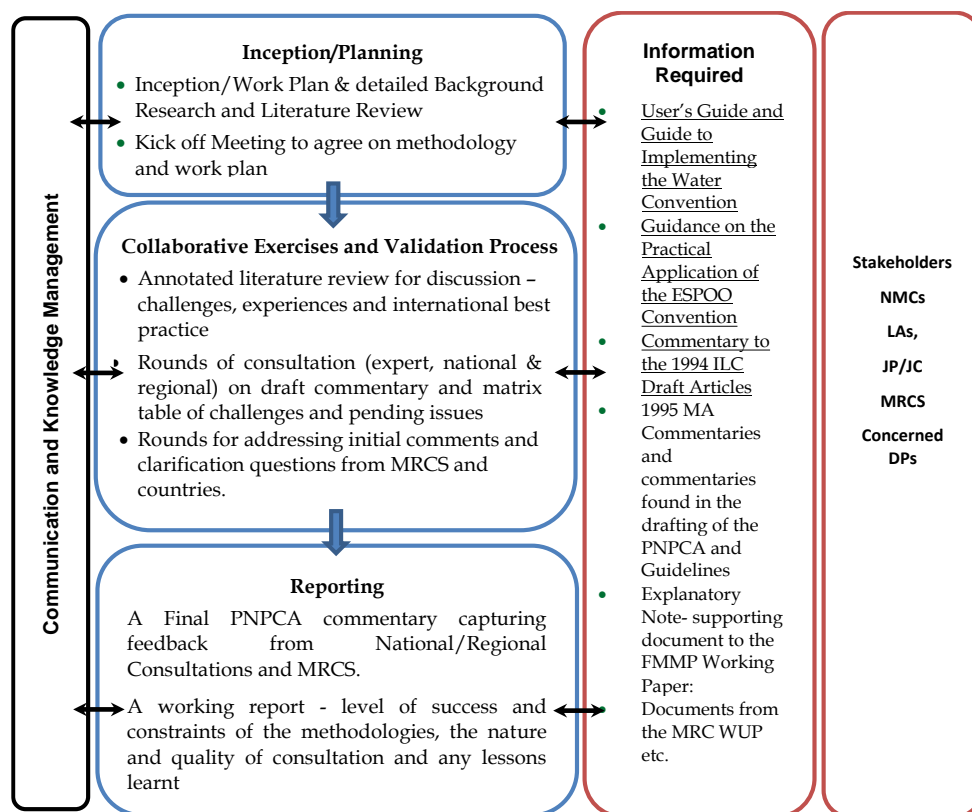 Communication and Knowledge Management
Inception/Planning
• Inception/Work Plan & detailed Background
Research and Literature Review
• Kick off Meeting to agree on methodology
and work plan
Collaborative Exercises and Validation Process
• Annotated literature review for discussion –
challenges, experiences and international best
practice
• Rounds of consultation (expert, national &
regional) on draft commentary and matrix
table of challenges and pending issues
• Rounds for addressing initial comments and
clarification questions from MRCS and
countries.
Reporting
A Final PNPCA commentary capturing
feedback from National/Regional
Consultations and MRCS.
A working report - level of success and
constraints of the methodologies, the nature
and quality of consultation and any lessons
learnt
Information
Required
• User's Guide and
Guide to
Implementing
the Water
Convention
• Guidance on the
Practical
Application of
the ESPOO
Convention
• Commentary to
the 1994 ILC
Draft Articles
• 1995 MA
Commentaries
and
commentaries
found in the
drafting of the
PNPCA and
Guidelines
• Explanatory
Note- supporting
document to the
FMMP Working
Paper:
• Documents from
the MRC WUP
etc.
Stakeholders
NMCs
LAs,
JP/JC
MRCS
Concerned
DPs